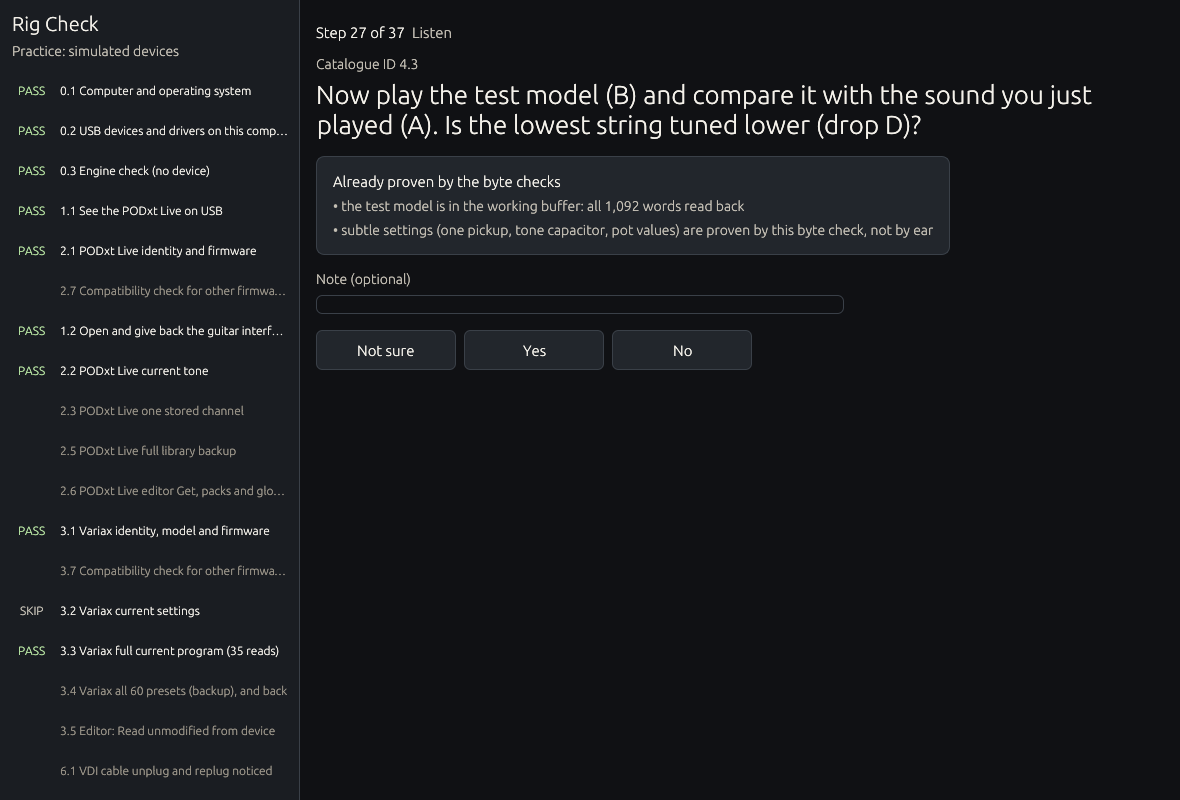 Rig Check
Practice: simulated devices
PASS 0.1 Computer and operating system
PASS 0.2 USB devices and drivers on this comp…
PASS 0.3 Engine check (no device)
PASS 1.1 See the PODxt Live on USB
PASS 2.1 PODxt Live identity and firmware
2.7 Compatibility check for other firmwa…
PASS 1.2 Open and give back the guitar interf…
PASS 2.2 PODxt Live current tone
2.3 PODxt Live one stored channel
2.5 PODxt Live full library backup
2.6 PODxt Live editor Get, packs and glo…
PASS 3.1 Variax identity, model and firmware
3.7 Compatibility check for other firmwa…
SKIP 3.2 Variax current settings
PASS 3.3 Variax full current program (35 reads)
3.4 Variax all 60 presets (backup), and back
3.5 Editor: Read unmodified from device
6.1 VDI cable unplug and replug noticed
Step 27 of 37 Listen
Catalogue ID 4.3
Now play the test model (B) and compare it with the sound you just
played (A). Is the lowest string tuned lower (drop D)?
Already proven by the byte checks
• the test model is in the working buffer: all 1,092 words read back
• subtle settings (one pickup, tone capacitor, pot values) are proven by this byte check, not by ear
Note (optional)
Not sure Yes No